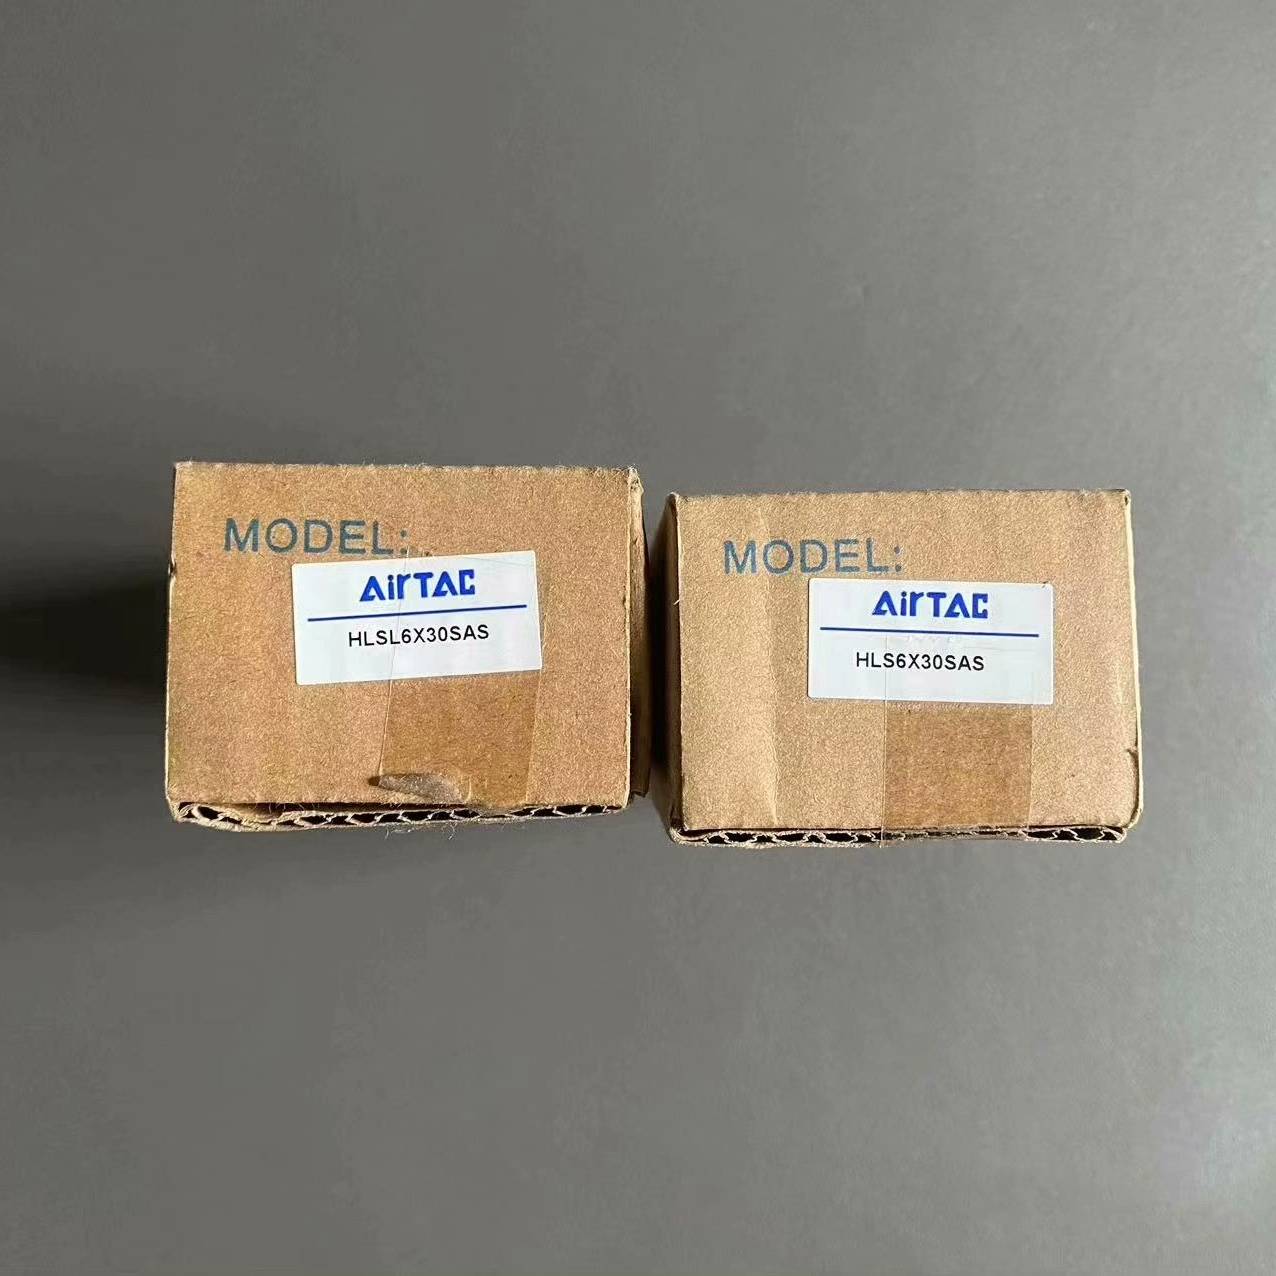 MODEL:
AirTAC
HLSL6X30SAS
MODEL:
AirTAC
HLS6X30SAS